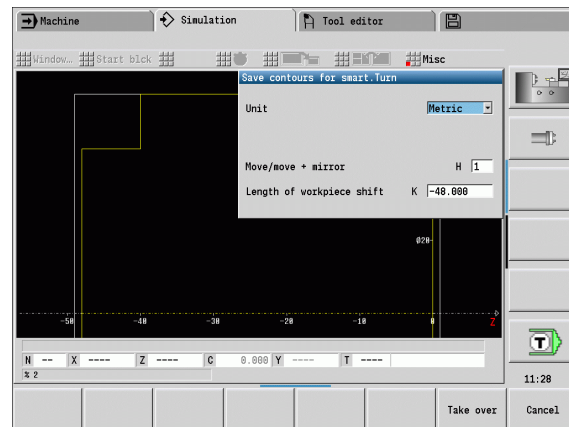 Machine
Simulation
Tool editor
Window…
Start blck
Misc
Save contours for smart.Turn
Unit
Metric
Move/move + mirror H 1
Length of workpiece shift K -48.000
Ø20
-50 -40 -30 -20 -10 0 Z
N -- X ---- Z ---- C 0.000 Y ---- T ----
% 2
T
11:28
Take over
Cancel